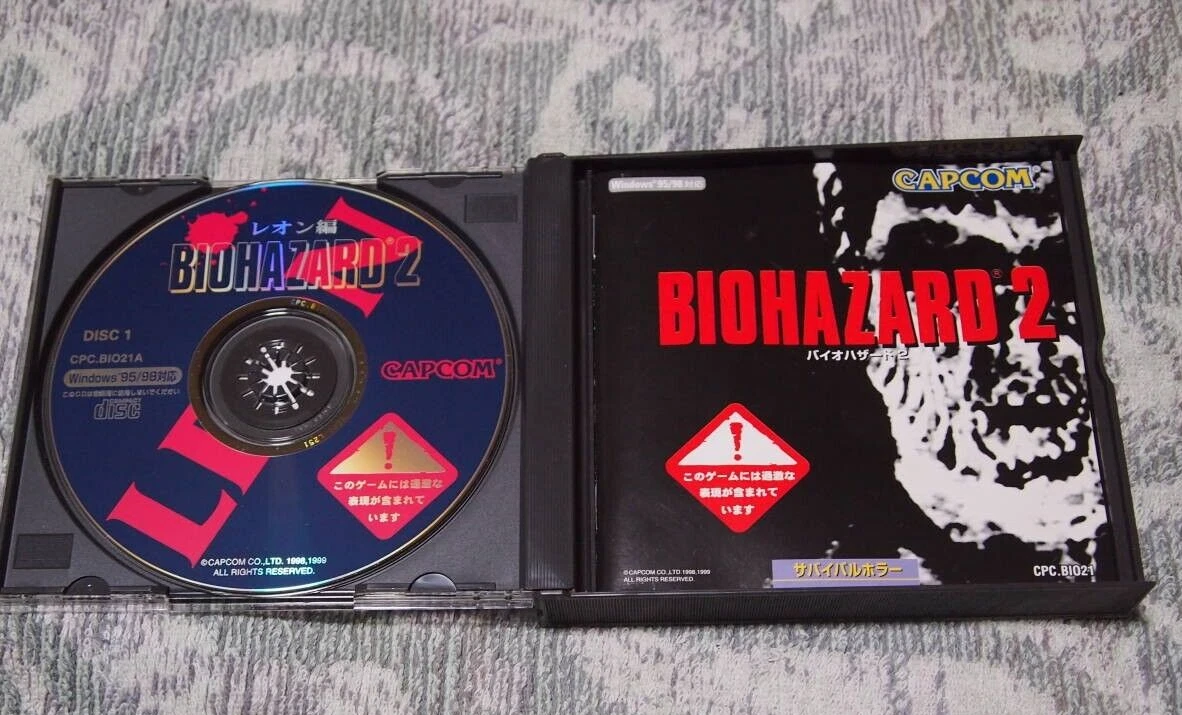 レオン編
BIOHAZARD® 2
DISC 1
CPC.BIO21A
Windows®95/98対応
COMPACT
disc
CAPCOM®
LE N
このゲームには過激な
表現が含まれて
います
©CAPCOM CO.,LTD. 1998,1999
ALL RIGHTS RESERVED.
Windows®95/98対応
CAPCOM®
BIOHAZARD® 2
バイオハザード2
このゲームには過激な
表現が含まれて
います
©CAPCOM CO.,LTD.1998,1999
ALL RIGHTS RESERVED.
サバイバルホラー
CPC.BIO21